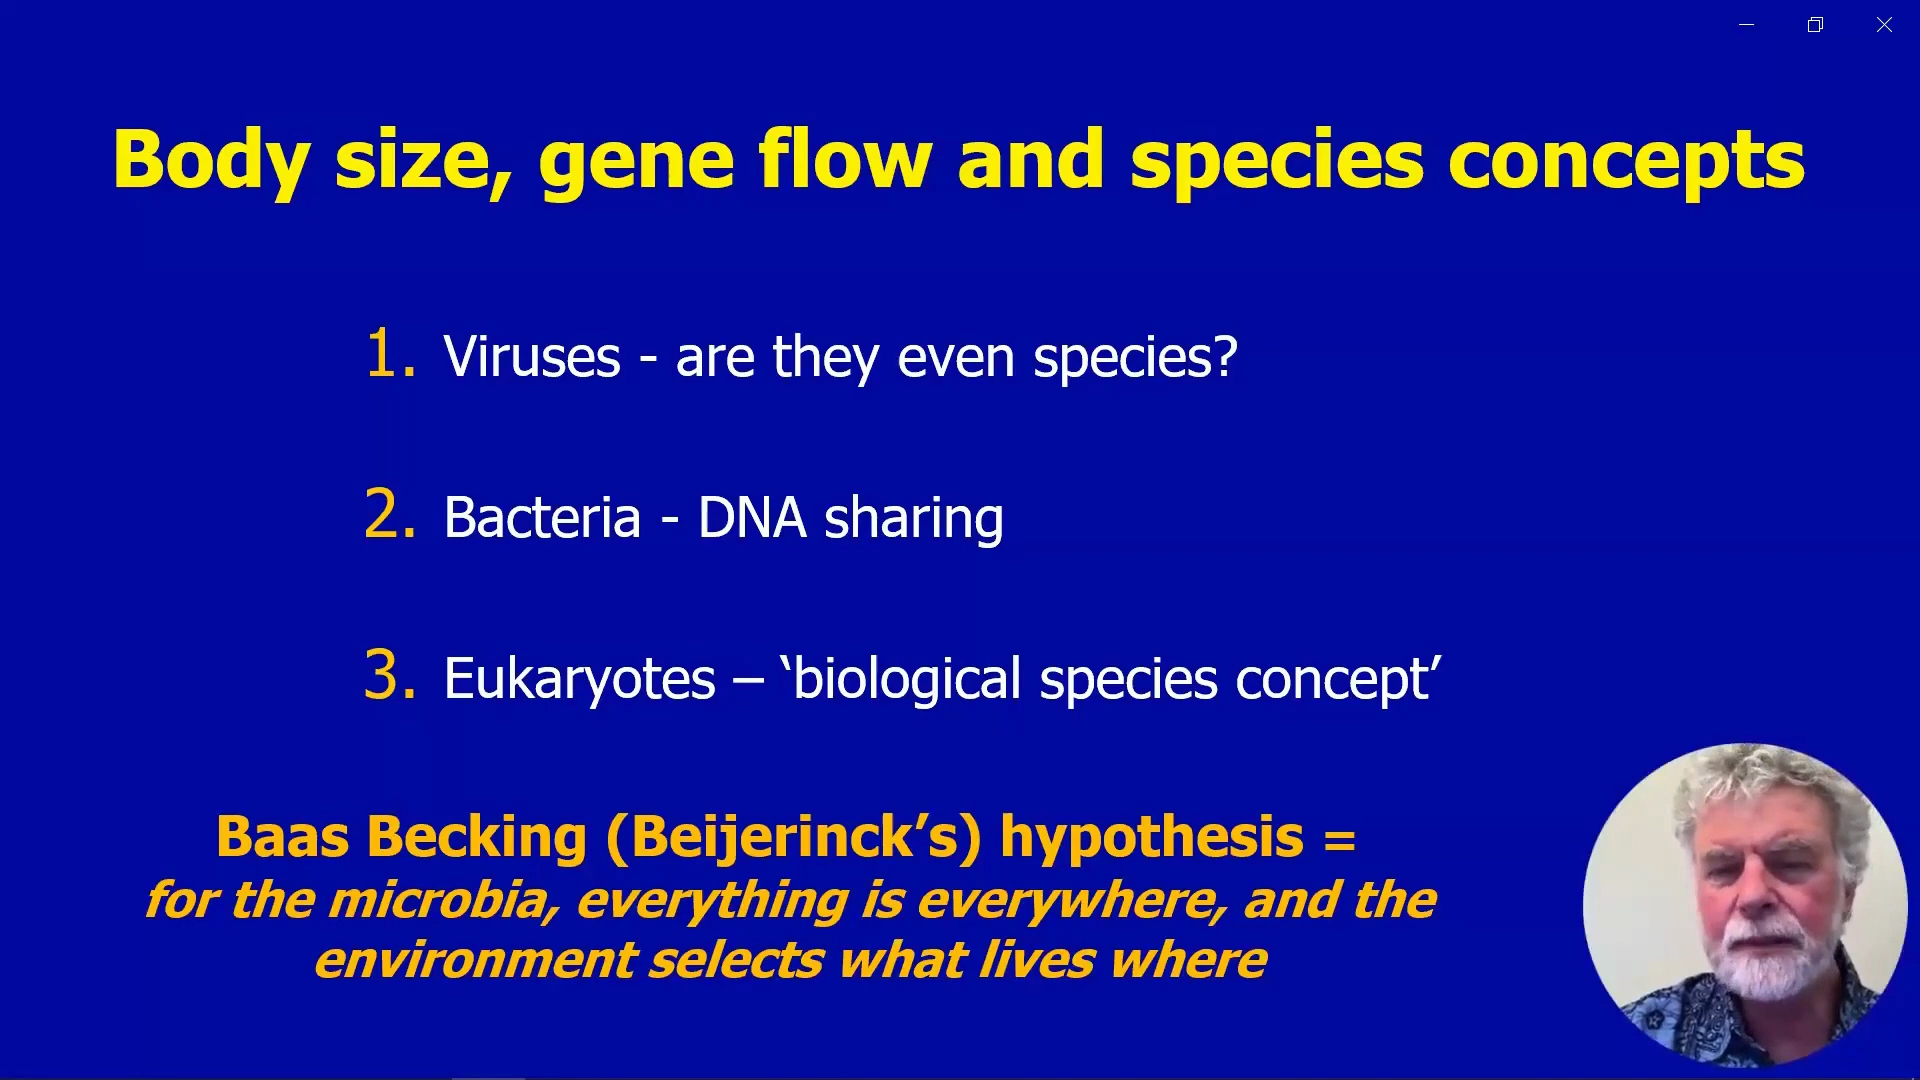 Body size, gene flow and species concepts
1. Viruses - are they even species?
2. Bacteria - DNA sharing
3. Eukaryotes – ‘biological species concept’
Baas Becking (Beijerinck’s) hypothesis =
for the microbia, everything is everywhere, and the
environment selects what lives where